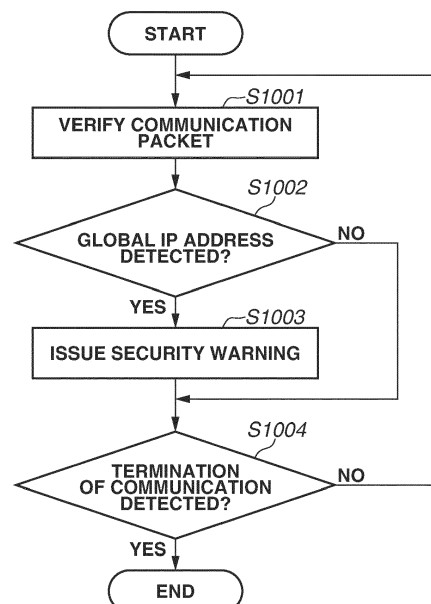 START
S1001
VERIFY COMMUNICATION
PACKET
S1002
GLOBAL IP ADDRESS
DETECTED?
NO
YES
S1003
ISSUE SECURITY WARNING
S1004
TERMINATION
OF COMMUNICATION
DETECTED?
NO
YES
END